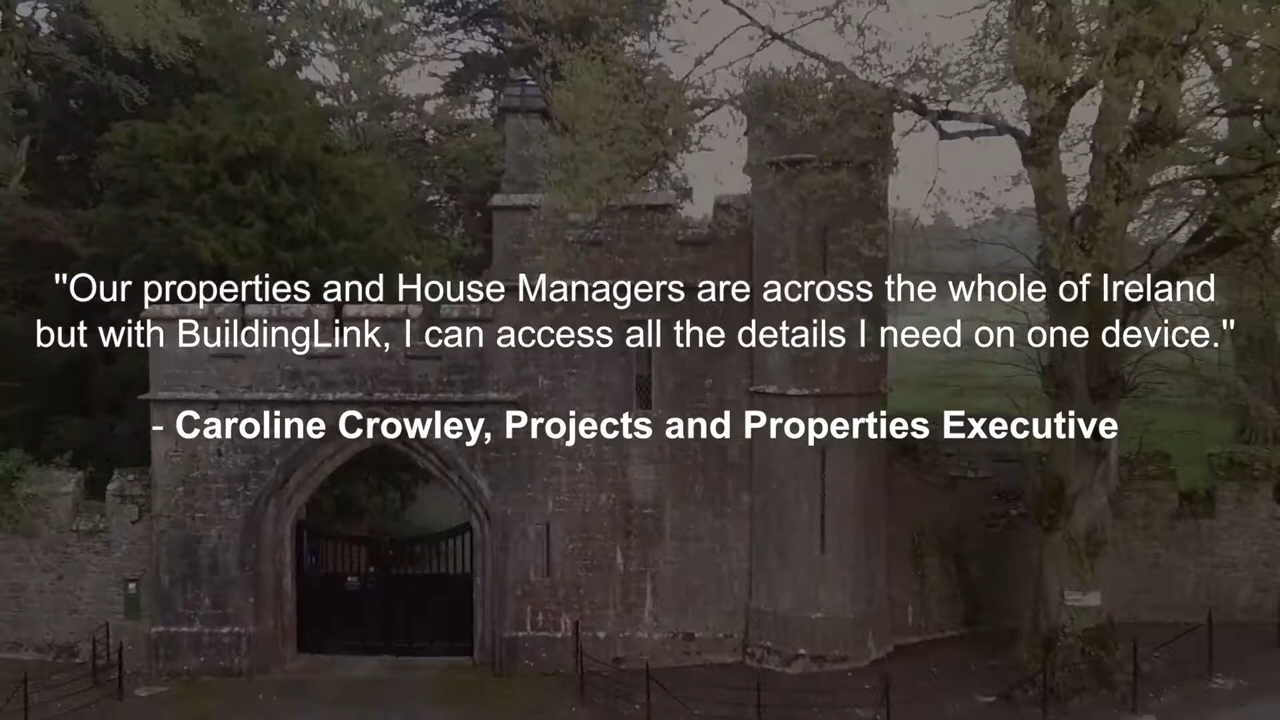 "Our properties and House Managers are across the whole of Ireland
but with BuildingLink, I can access all the details I need on one device."
- Caroline Crowley, Projects and Properties Executive